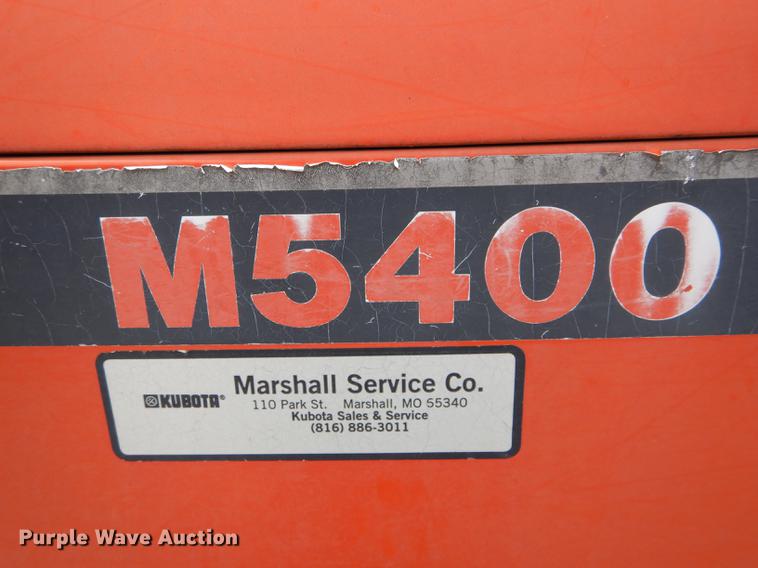 M5400
KUBOTA® Marshall Service Co.
110 Park St. Marshall, MO 55340
Kubota Sales & Service
(816) 886-3011
Purple Wave Auction